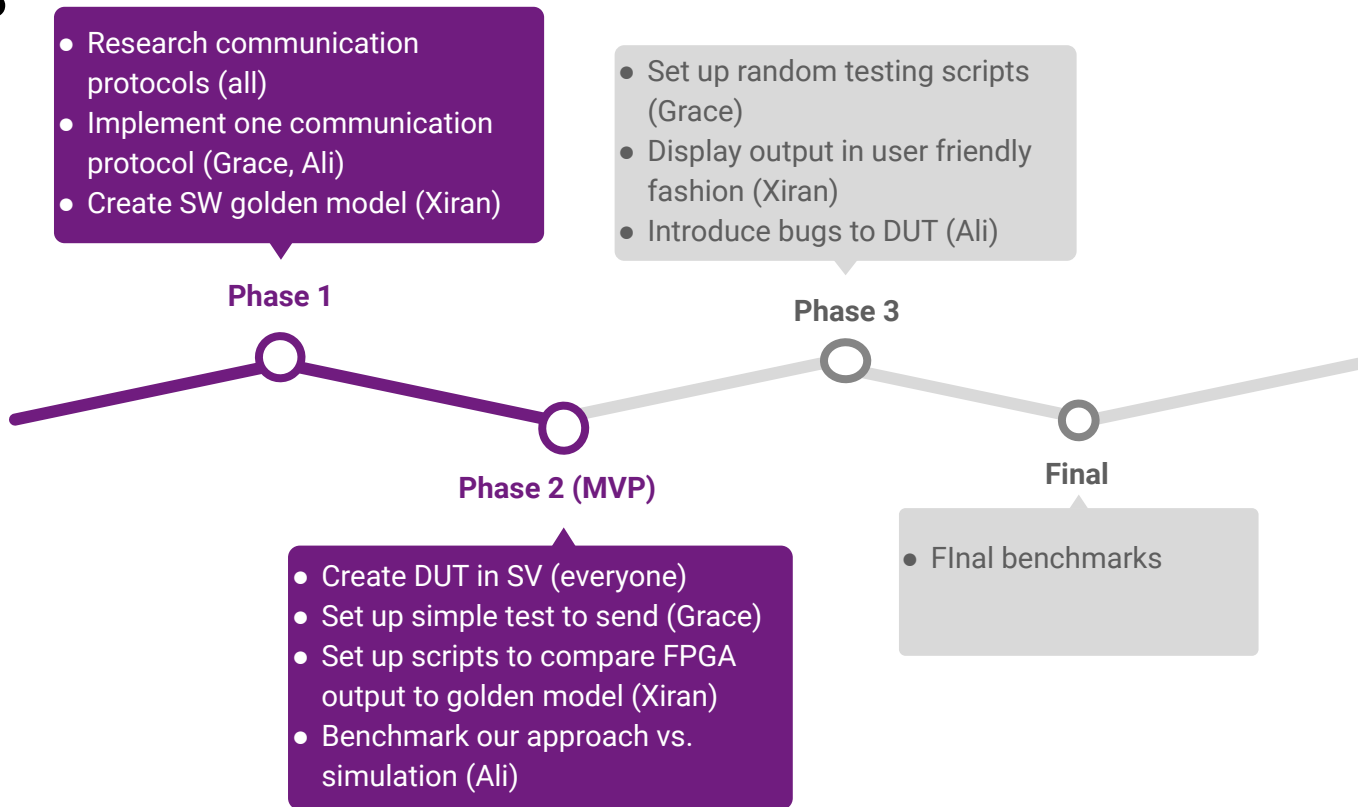 ● Research communication
protocols (all)
● Implement one communication
protocol (Grace, Ali)
● Create SW golden model (Xiran)
Phase 1
Phase 2 (MVP)
● Create DUT in SV (everyone)
● Set up simple test to send (Grace)
● Set up scripts to compare FPGA
output to golden model (Xiran)
● Benchmark our approach vs.
simulation (Ali)
● Set up random testing scripts
(Grace)
● Display output in user friendly
fashion (Xiran)
● Introduce bugs to DUT (Ali)
Phase 3
Final
● FInal benchmarks